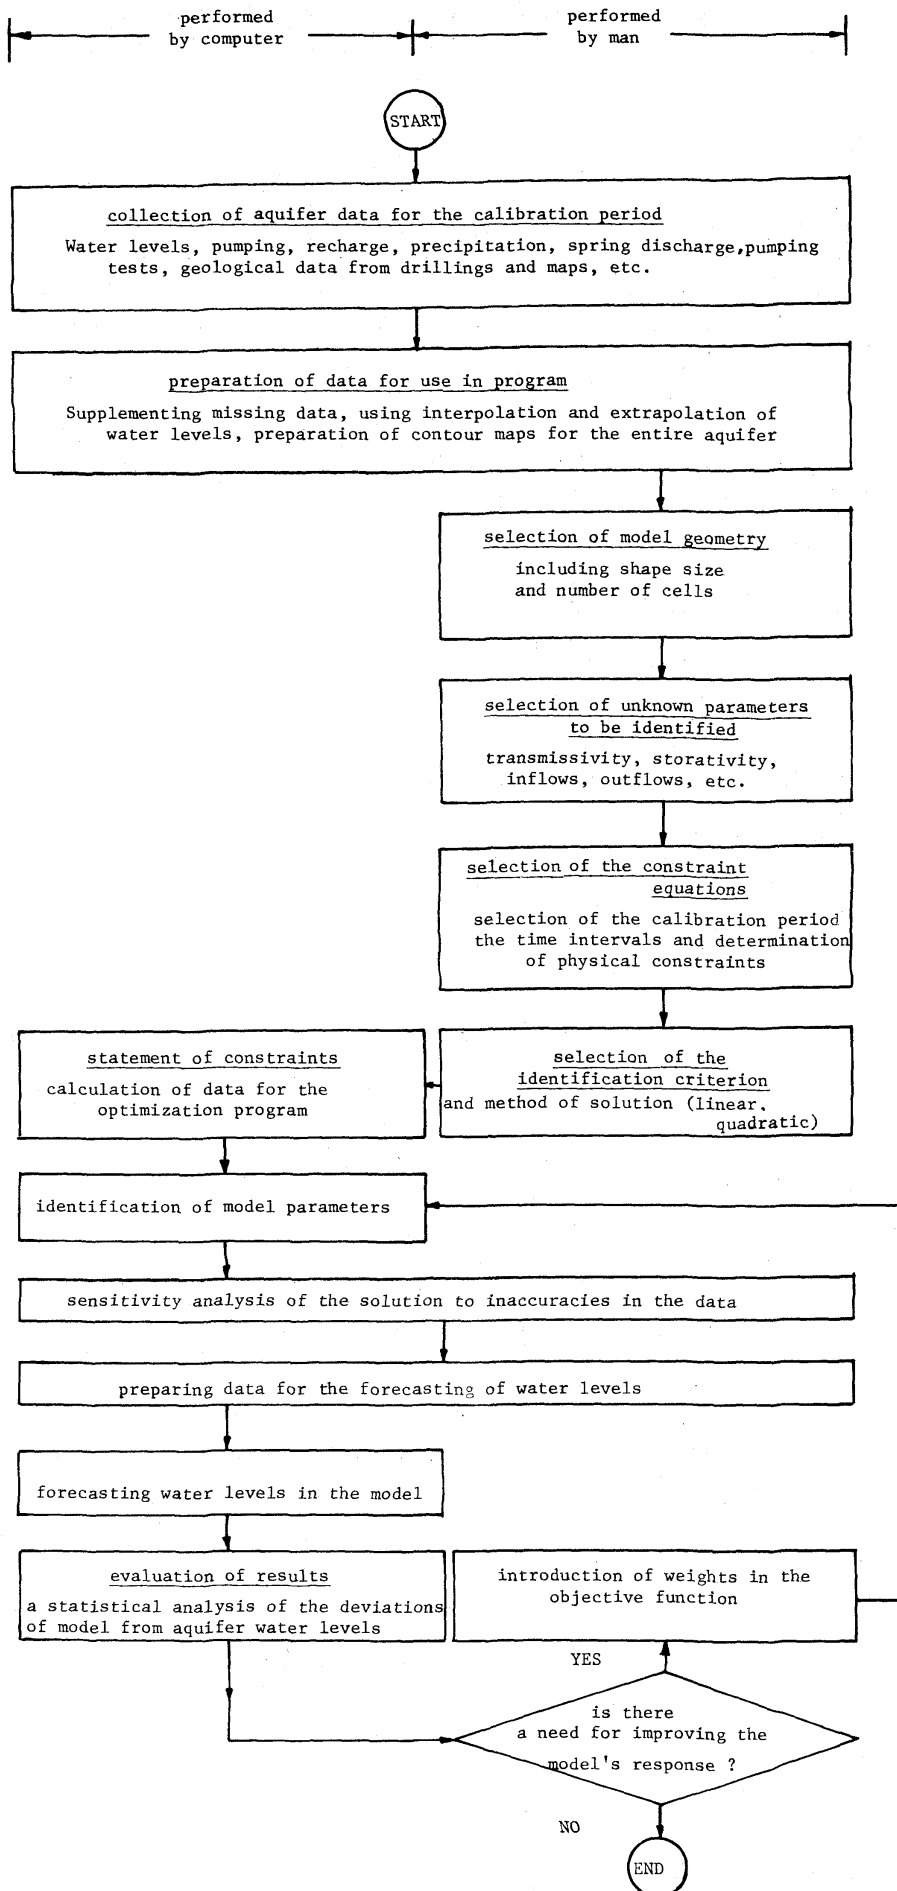 performed
by computer
performed
by man
START
collection of aquifer data for the calibration period
Water levels, pumping, recharge, precipitation, spring discharge,pumping
tests, geological data from drillings and maps, etc.
preparation of data for use in program
Supplementing missing data, using interpolation and extrapolation of
water levels, preparation of contour maps for the entire aquifer
selection of model geometry
including shape size
and number of cells
selection of unknown parameters
to be identified
transmissivity, storativity,
inflows, outflows, etc.
selection of the constraint
equations
selection of the calibration period
the time intervals and determination
of physical constraints
selection of the
identification criterion
and method of solution (linear.
quadratic)
statement of constraints
calculation of data for the
optimization program
identification of model parameters
sensitivity analysis of the solution to inaccuracies in the data
preparing data for the forecasting of water levels
forecasting water levels in the model
evaluation of results
a statistical analysis of the deviations
of model from aquifer water levels
introduction of weights in the
objective function
YES
is there
a need for improving the
model's response ?
NO
END